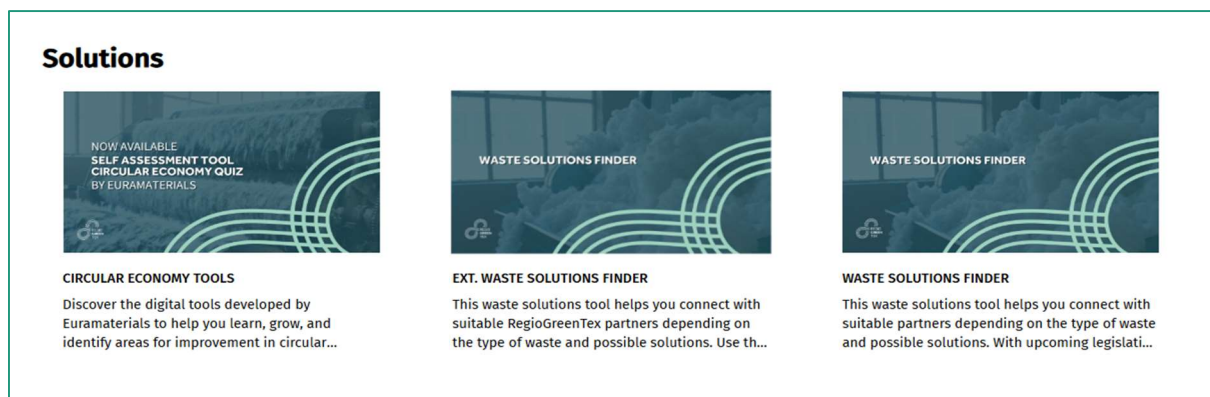 Solutions
NOW AVAILABLE
SELF ASSESSMENT TOOL
CIRCULAR ECONOMY QUIZ
BY EURAMATERIALS
WASTE SOLUTIONS FINDER
WASTE SOLUTIONS FINDER
CIRCULAR ECONOMY TOOLS
Discover the digital tools developed by
Euramaterials to help you learn, grow, and
identify areas for improvement in circular...
EXT. WASTE SOLUTIONS FINDER
This waste solutions tool helps you connect with
suitable RegioGreenTex partners depending on
the type of waste and possible solutions. Use th...
WASTE SOLUTIONS FINDER
This waste solutions tool helps you connect with
suitable partners depending on the type of waste
and possible solutions. With upcoming legislati...